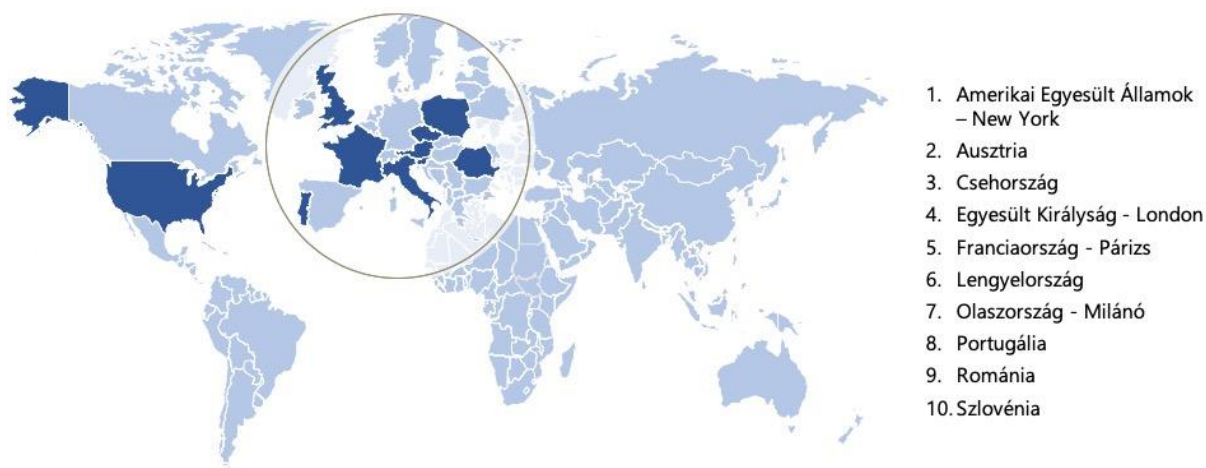 1. Amerikai Egyesült Államok
– New York
2. Ausztria
3. Csehország
4. Egyesült Királyság - London
5. Franciaország - Párizs
6. Lengyelország
7. Olaszország - Milánó
8. Portugália
9. Románia
10. Szlovénia